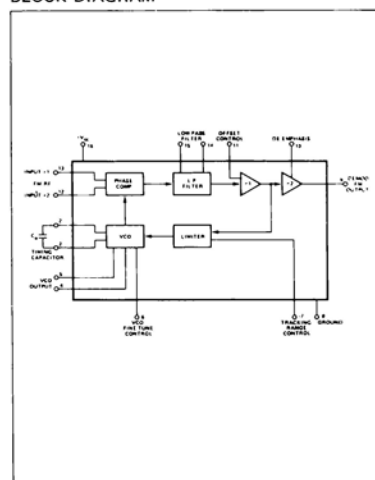 BLOCK DIAGRAM
LOW PASS
FILTER
OFFSET
CONTROL
DE EMPHASIS
INPUT
FM RF
INPUT
PHASE
COMP
L P
FILTER
DEMOD
FM
OUTPUT
VCO
LIMITER
TIMING
CAPACITOR
VCO
OUTPUT
VCO
FINE TUNE
CONTROL
TRACKING
RANGE
CONTROL
GROUND